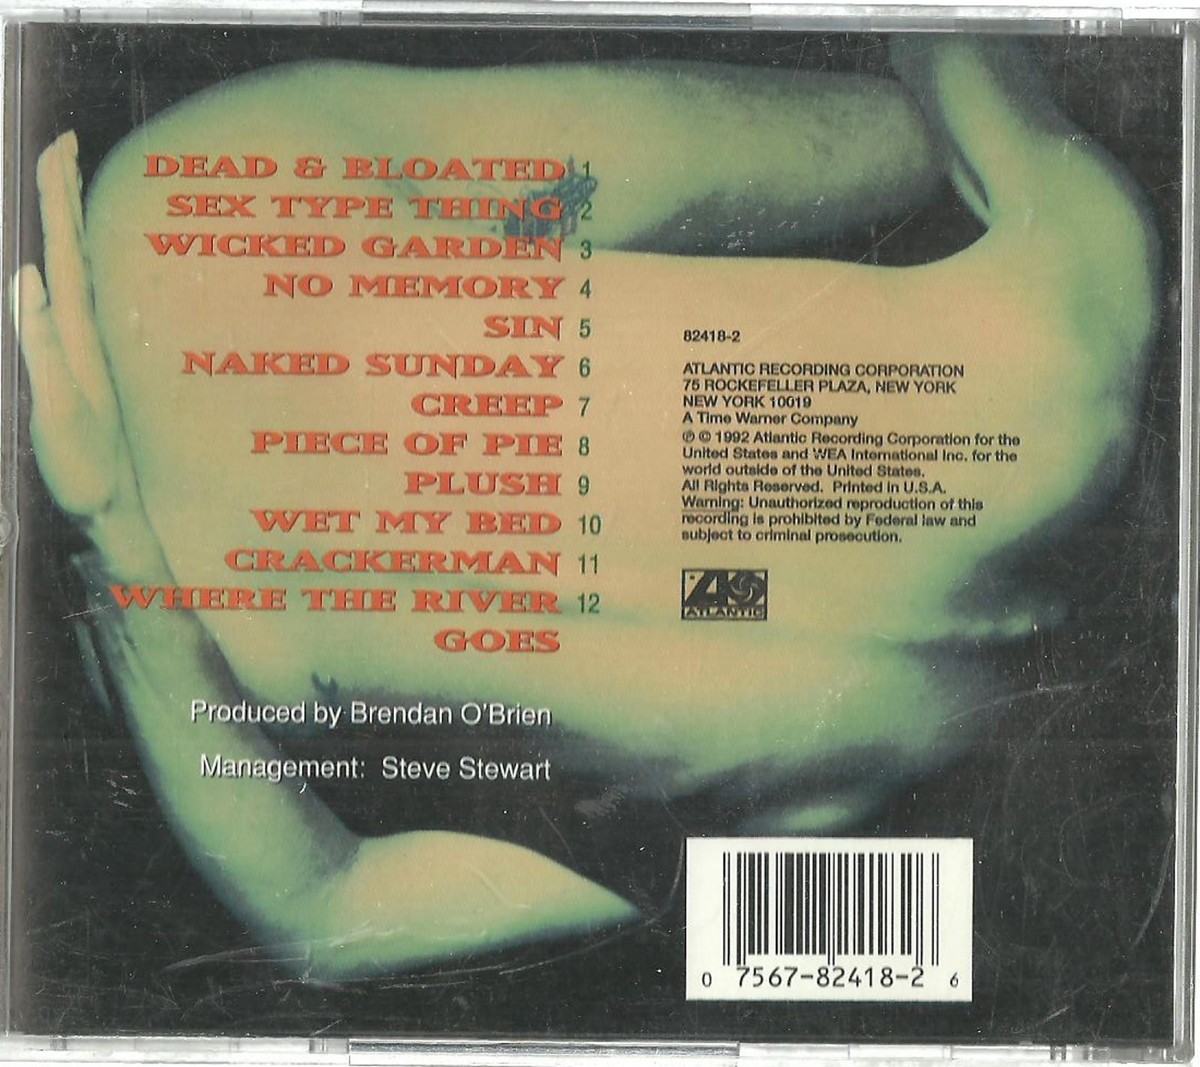 DEAD & BLOATED 1
SEX TYPE THING 2
WICKED GARDEN 3
NO MEMORY 4
SIN 5
NAKED SUNDAY 6
CREEP 7
PIECE OF PIE 8
PLUSH 9
WET MY BED 10
CRACKERMAN 11
WHERE THE RIVER 12
GOES
Produced by Brendan O'Brien
Management: Steve Stewart
82418-2
ATLANTIC RECORDING CORPORATION
75 ROCKEFELLER PLAZA, NEW YORK
NEW YORK 10019
A Time Warner Company
℗ © 1992 Atlantic Recording Corporation for the
United States and WEA International Inc. for the
world outside of the United States.
All Rights Reserved. Printed in U.S.A.
Warning: Unauthorized reproduction of this
recording is prohibited by Federal law and
subject to criminal prosecution.
ATLANTIC
0 7567-82418-2 6